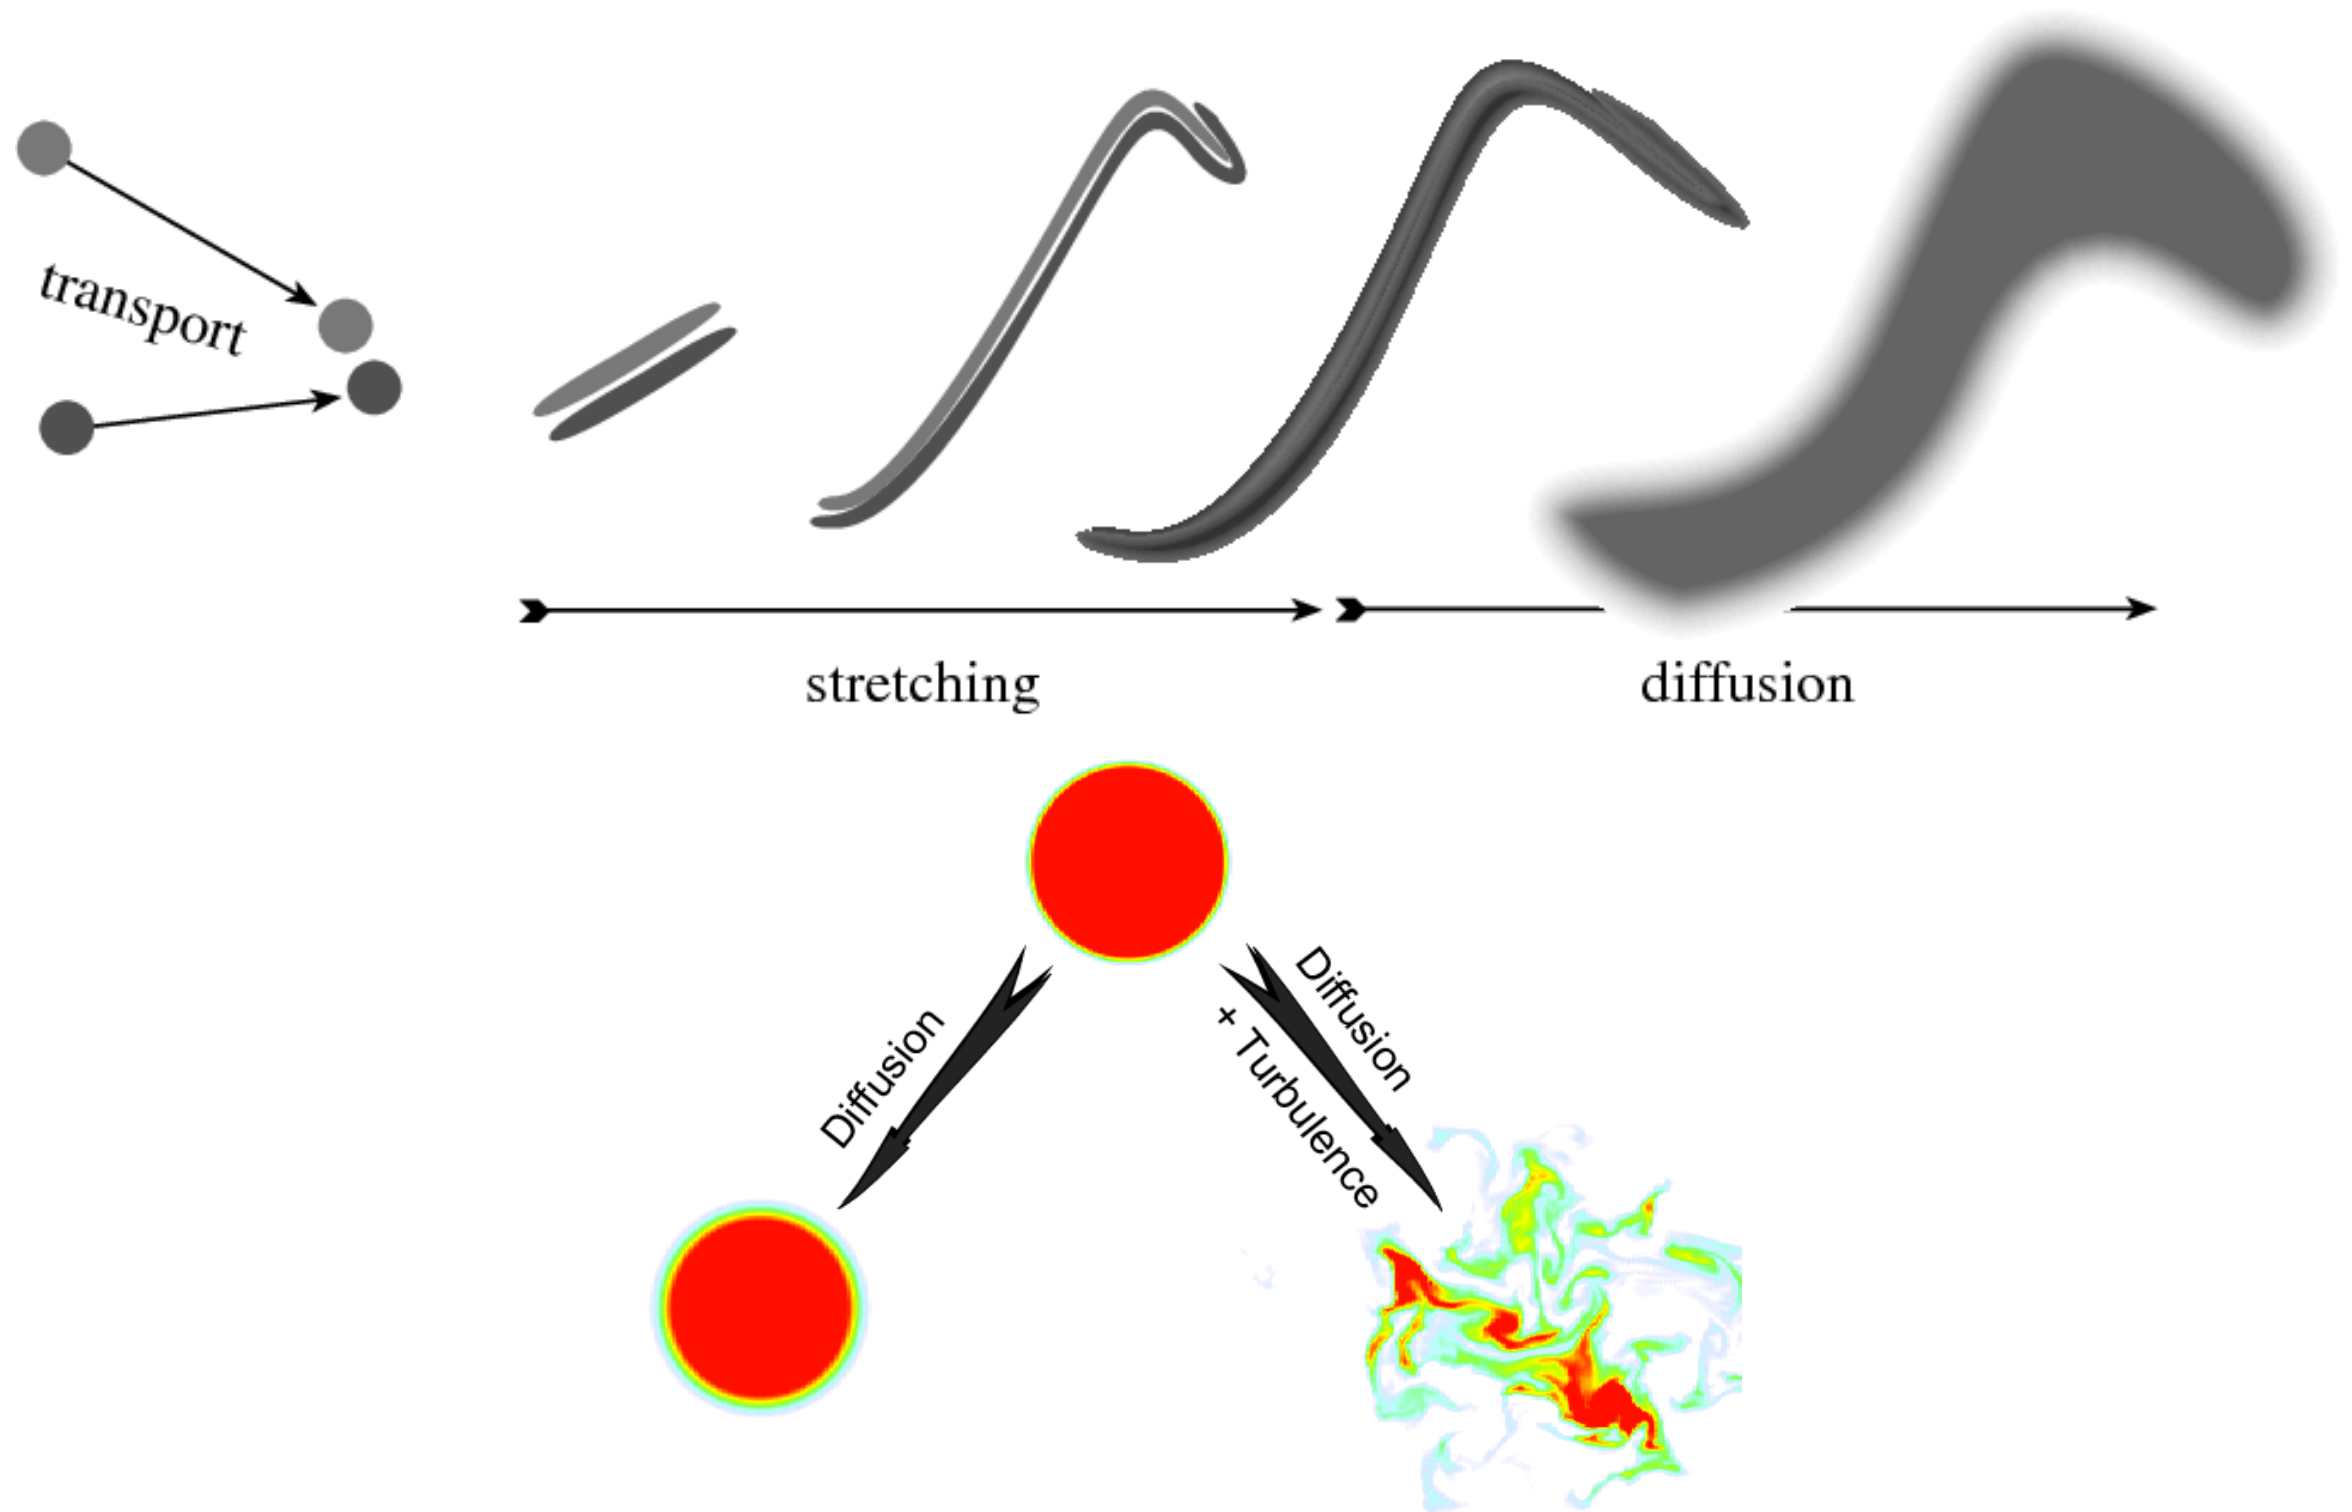 transport
stretching
diffusion
Diffusion
Diffusion
+ Turbulence